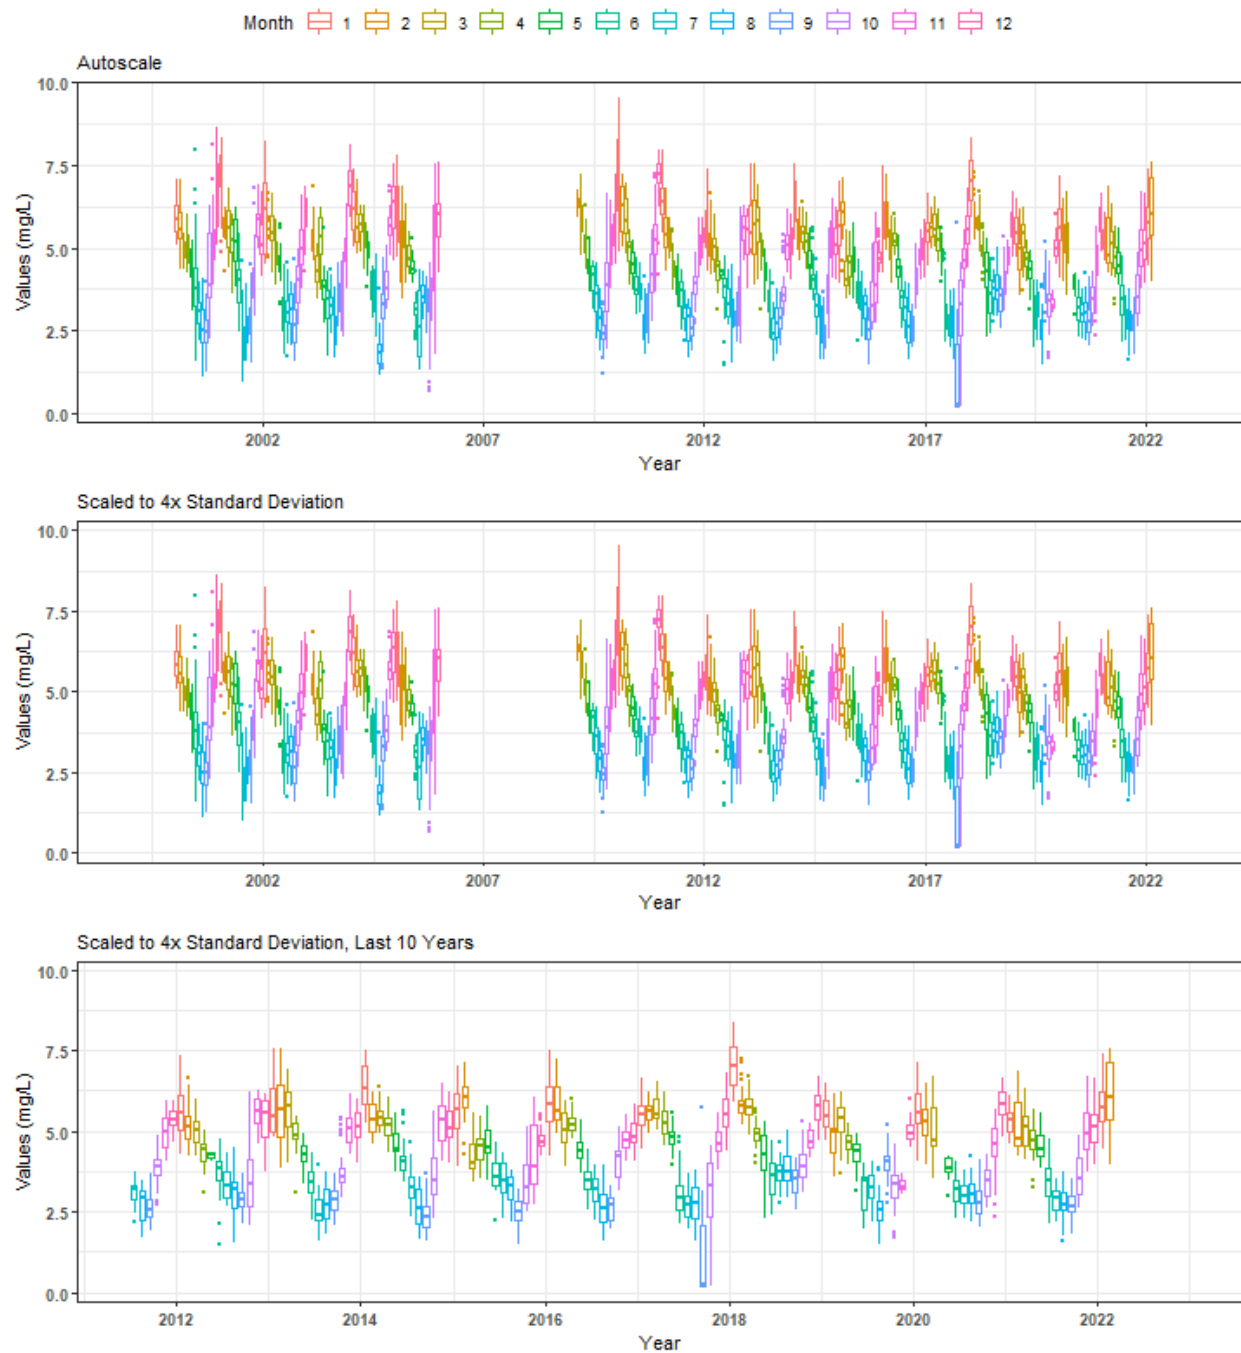 Month 1 2 3 4 5 6 7 8 9 10 11 12
Autoscale
10.0
7.5
5.0
2.5
0.0
Values (mg/L)
2002 2007 2012 2017 2022
Year
Scaled to 4x Standard Deviation
10.0
7.5
5.0
2.5
0.0
Values (mg/L)
2002 2007 2012 2017 2022
Year
Scaled to 4x Standard Deviation, Last 10 Years
10.0
7.5
5.0
2.5
0.0
Values (mg/L)
2012 2014 2016 2018 2020 2022
Year